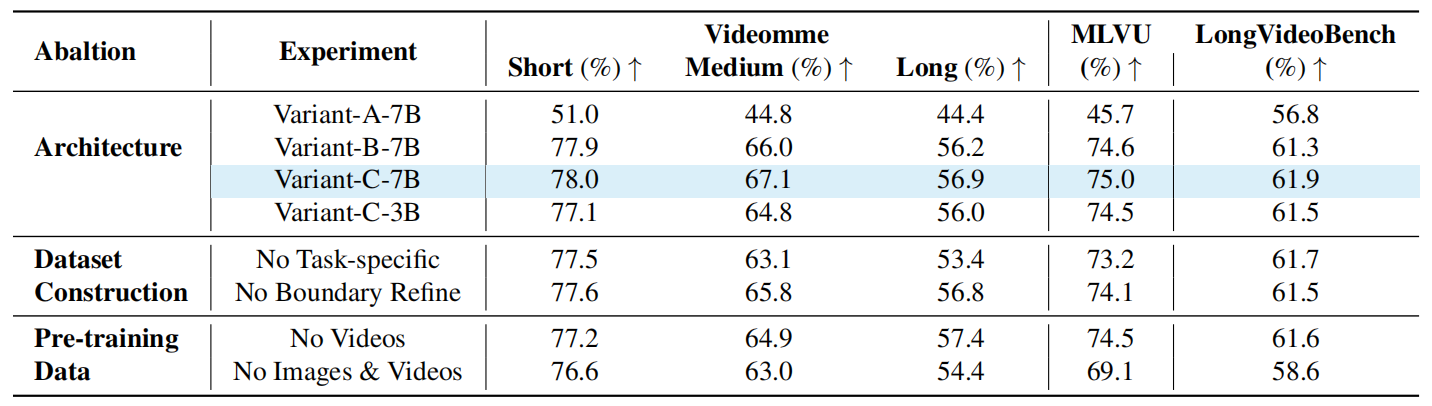 Abaltion Experiment Videomme MLVU LongVideoBench
Short (%) ↑ Medium (%) ↑ Long (%) ↑ (%) ↑ (%) ↑
Variant-A-7B 51.0 44.8 44.4 45.7 56.8
Architecture Variant-B-7B 77.9 66.0 56.2 74.6 61.3
Variant-C-7B 78.0 67.1 56.9 75.0 61.9
Variant-C-3B 77.1 64.8 56.0 74.5 61.5
Dataset No Task-specific 77.5 63.1 53.4 73.2 61.7
Construction No Boundary Refine 77.6 65.8 56.8 74.1 61.5
Pre-training No Videos 77.2 64.9 57.4 74.5 61.6
Data No Images & Videos 76.6 63.0 54.4 69.1 58.6